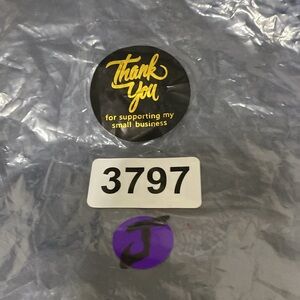 Thank
You
for supporting my
small business
3797
J